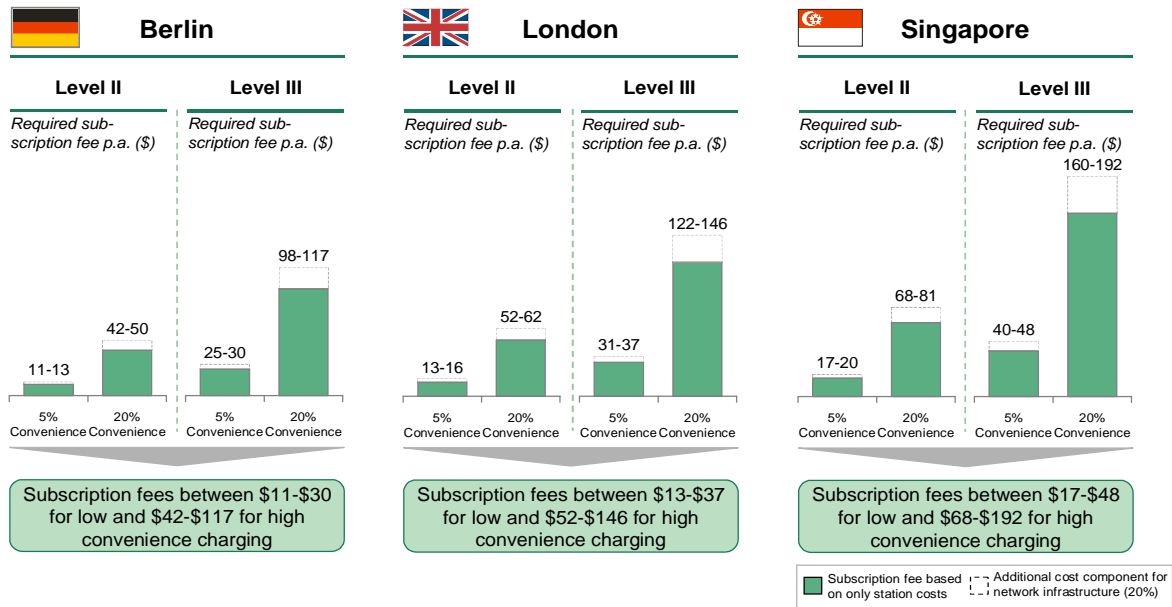 Berlin
Level II
Required sub-
scription fee p.a. ($)
11-13
42-50
5%
Convenience
20%
Convenience
Level III
Required sub-
scription fee p.a. ($)
25-30
98-117
5%
Convenience
20%
Convenience
Subscription fees between $11-$30
for low and $42-$117 for high
convenience charging
London
Level II
Required sub-
scription fee p.a. ($)
13-16
52-62
5%
Convenience
20%
Convenience
Level III
Required sub-
scription fee p.a. ($)
31-37
122-146
5%
Convenience
20%
Convenience
Subscription fees between $13-$37
for low and $52-$146 for high
convenience charging
Singapore
Level II
Required sub-
scription fee p.a. ($)
17-20
68-81
5%
Convenience
20%
Convenience
Level III
Required sub-
scription fee p.a. ($)
40-48
160-192
5%
Convenience
20%
Convenience
Subscription fees between $17-$48
for low and $68-$192 for high
convenience charging
Subscription fee based
on only station costs
Additional cost component for
network infrastructure (20%)